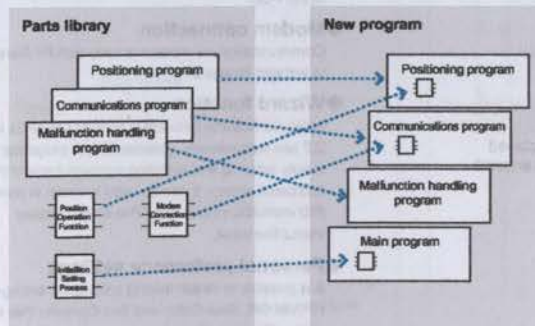 Parts library
Positioning program
Communications program
Malfunction handling
program
Position
Operation
Function
Modem
Connection
Function
Setting
Process
New program
Positioning program
Communications program
Malfunction handling
program
Main program